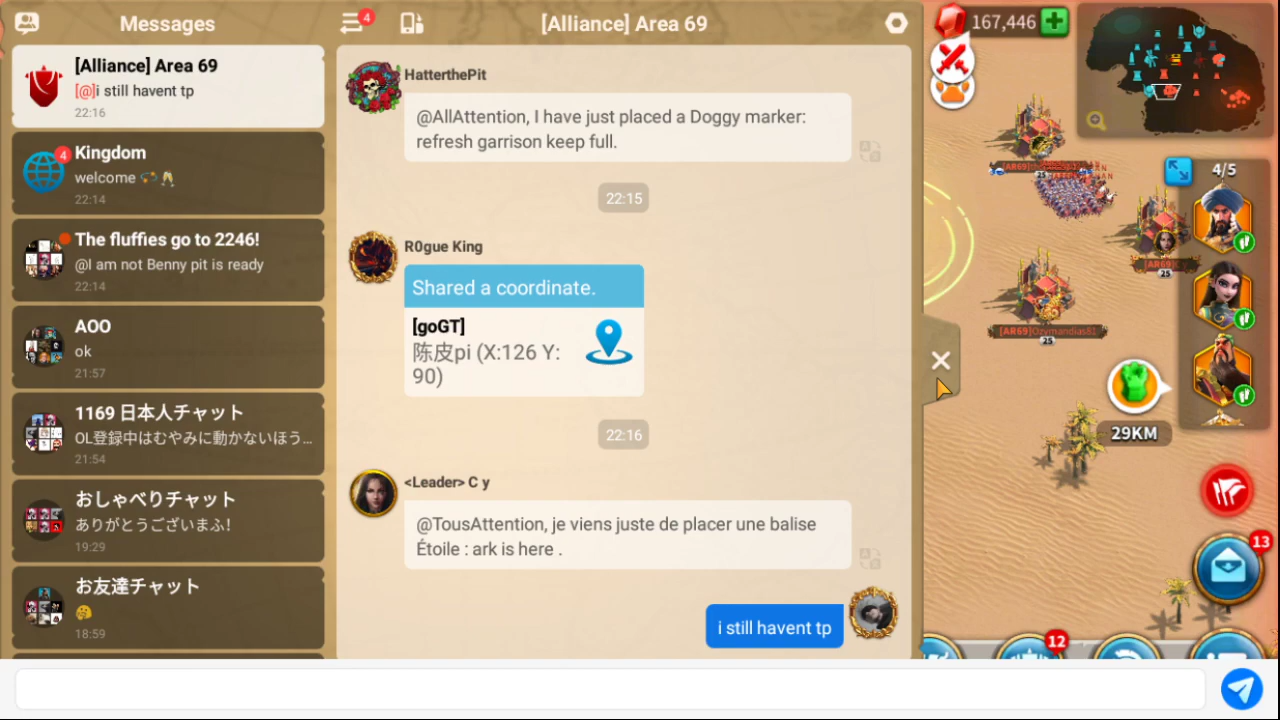 Messages
[Alliance] Area 69
[@]i still havent tp
22:16
4
Kingdom
welcome
22:14
The fluffies go to 2246!
@I am not Benny pit is ready
22:14
AOO
ok
21:57
1169 日本人チャット
OL登録中はむやみに動かないほう…
21:54
おしゃべりチャット
ありがとうございまふ！
19:29
お友達チャット
18:59
4
[Alliance] Area 69
HatterthePit
@AllAttention, I have just placed a Doggy marker:
refresh garrison keep full.
22:15
R0gue King
Shared a coordinate.
[goGT]
陈皮pi (X:126 Y:
90)
22:16
<Leader> C y
@TousAttention, je viens juste de placer une balise
Étoile : ark is here .
i still havent tp
167,446
4/5
25
25
[AR69]Ozymandias81
25
29KM
13
12